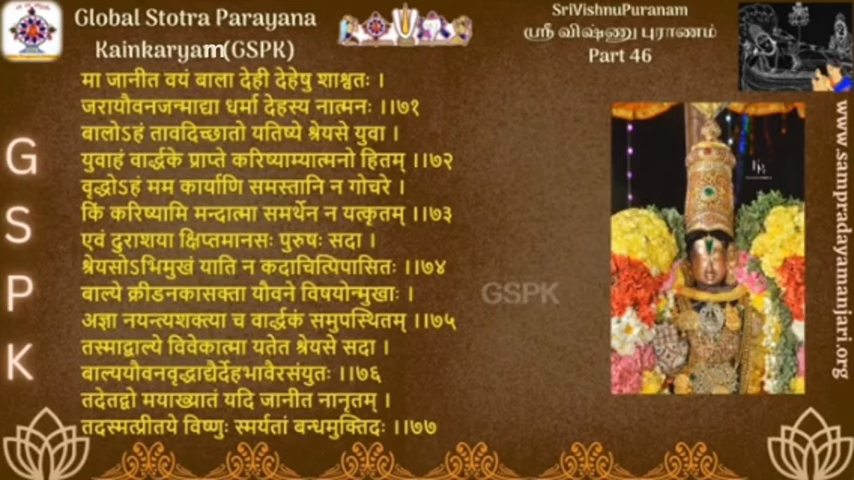 Global Stotra Parayana
Kainkaryam(GSPK)
SriVishnuPuranam
ஸ்ரீ விஷ்ணு புராணம்
Part 46
मा जानीत वयं बाला देही देहेषु शाश्वतः ।
जरायौवनजन्माद्या धर्मा देहस्य नात्मनः ।।७१
बालोऽहं तावदिच्छातो यतिष्ये श्रेयसे युवा ।
युवाहं वार्द्धके प्राप्ते करिष्याम्यात्मनो हितम् ।।७२
वृद्धोऽहं मम कार्याणि समस्तानि न गोचरे ।
किं करिष्यामि मन्दात्मा समर्थेन न यत्कृतम् ।।७३
एवं दुराशया क्षिप्तमानसः पुरुषः सदा ।
श्रेयसोऽभिमुखं याति न कदाचित्पिपासितः ।।७४
बाल्ये क्रीडनकासक्ता यौवने विषयोन्मुखाः ।
अज्ञा नयन्त्यशक्त्या च वार्द्धकं समुपस्थितम् ।।७५
तस्माद्वाल्ये विवेकात्मा यतेत श्रेयसे सदा ।
बाल्ययौवनवृद्धाद्यैर्देहभावैरसंयुतः ।।७६
तदेतद्वो मयाख्यातं यदि जानीत नानृतम् ।
तदस्मत्प्रीतये विष्णुः स्मर्यतां बन्धमुक्तिदः ।।७७
G
S
P
K
GSPK
www.sampradayamanjari.org